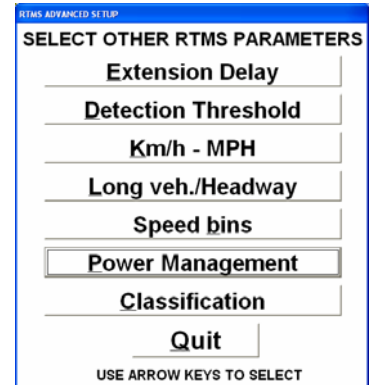 RTMS ADVANCED SETUP
SELECT OTHER RTMS PARAMETERS
Extension Delay
Detection Threshold
Km/h - MPH
Long veh./Headway
Speed bins
Power Management
Classification
Quit
USE ARROW KEYS TO SELECT